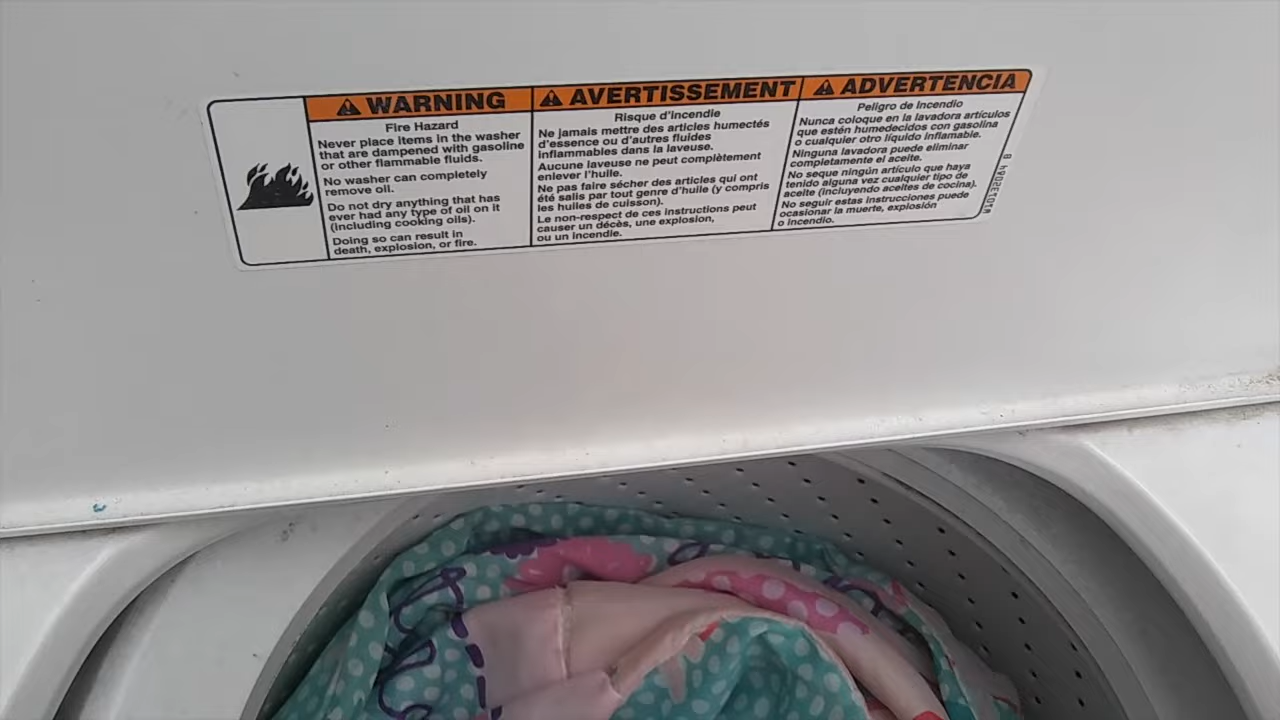 WARNING
Fire Hazard
Never place items in the washer
that are dampened with gasoline
or other flammable fluids.
No washer can completely
remove oil.
Do not dry anything that has
ever had any type of oil on it
(including cooking oils).
Doing so can result in
death, explosion, or fire.
AVERTISSEMENT
Risque d'incendie
Ne jamais mettre des articles humectés
d'essence ou d'autres fluides
inflammables dans la laveuse.
Aucune laveuse ne peut complètement
enlever l'huile.
Ne pas faire sécher des articles qui ont
été salis par tout genre d'huile (y compris
les huiles de cuisson).
Le non-respect de ces instructions peut
causer un décès, une explosion,
ou un incendie.
ADVERTENCIA
Peligro de Incendio
Nunca coloque en la lavadora artículos
que estén humedecidos con gasolina
o cualquier otro líquido inflamable.
Ninguna lavadora puede eliminar
completamente el aceite.
No seque ningún artículo que haya
tenido alguna vez cualquier tipo de
aceite (incluyendo aceites de cocina).
No seguir estas instrucciones puede
ocasionar la muerte, explosión
o incendio.